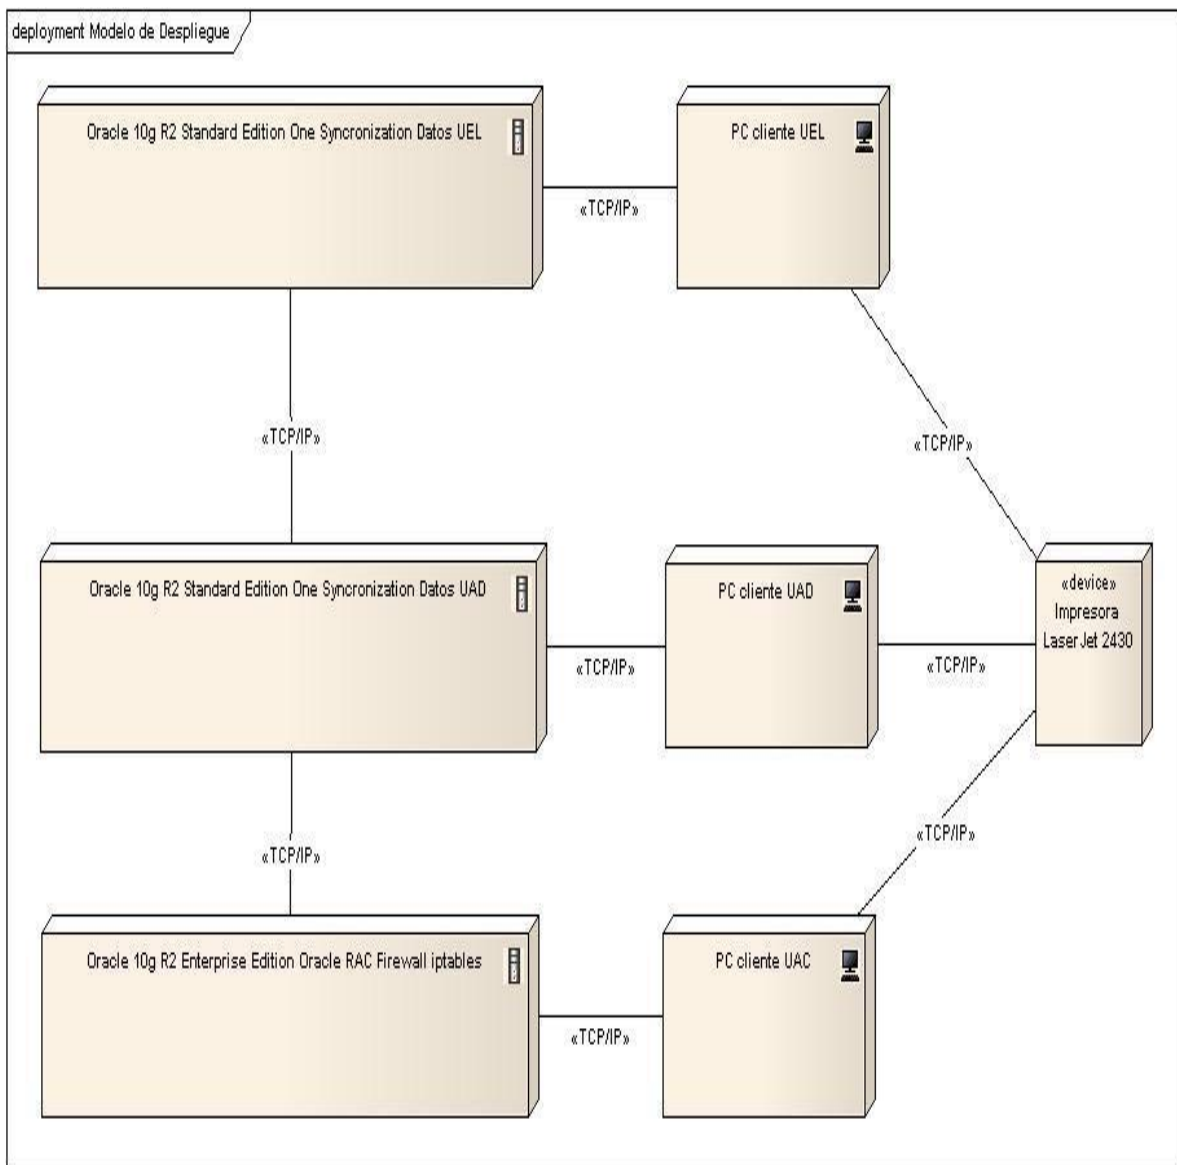 deployment Modelo de Despliegue
Oracle 10g R2 Standard Edition One Syncronization Datos UEL
PC cliente UEL
«TCP/IP»
«TCP/IP»
«TCP/IP»
Oracle 10g R2 Standard Edition One Syncronization Datos UAD
PC cliente UAD
«device»
Impresora
LaserJet 2430
«TCP/IP»
«TCP/IP»
«TCP/IP»
«TCP/IP»
Oracle 10g R2 Enterprise Edition Oracle RAC Firewall iptables
PC cliente UAC
«TCP/IP»